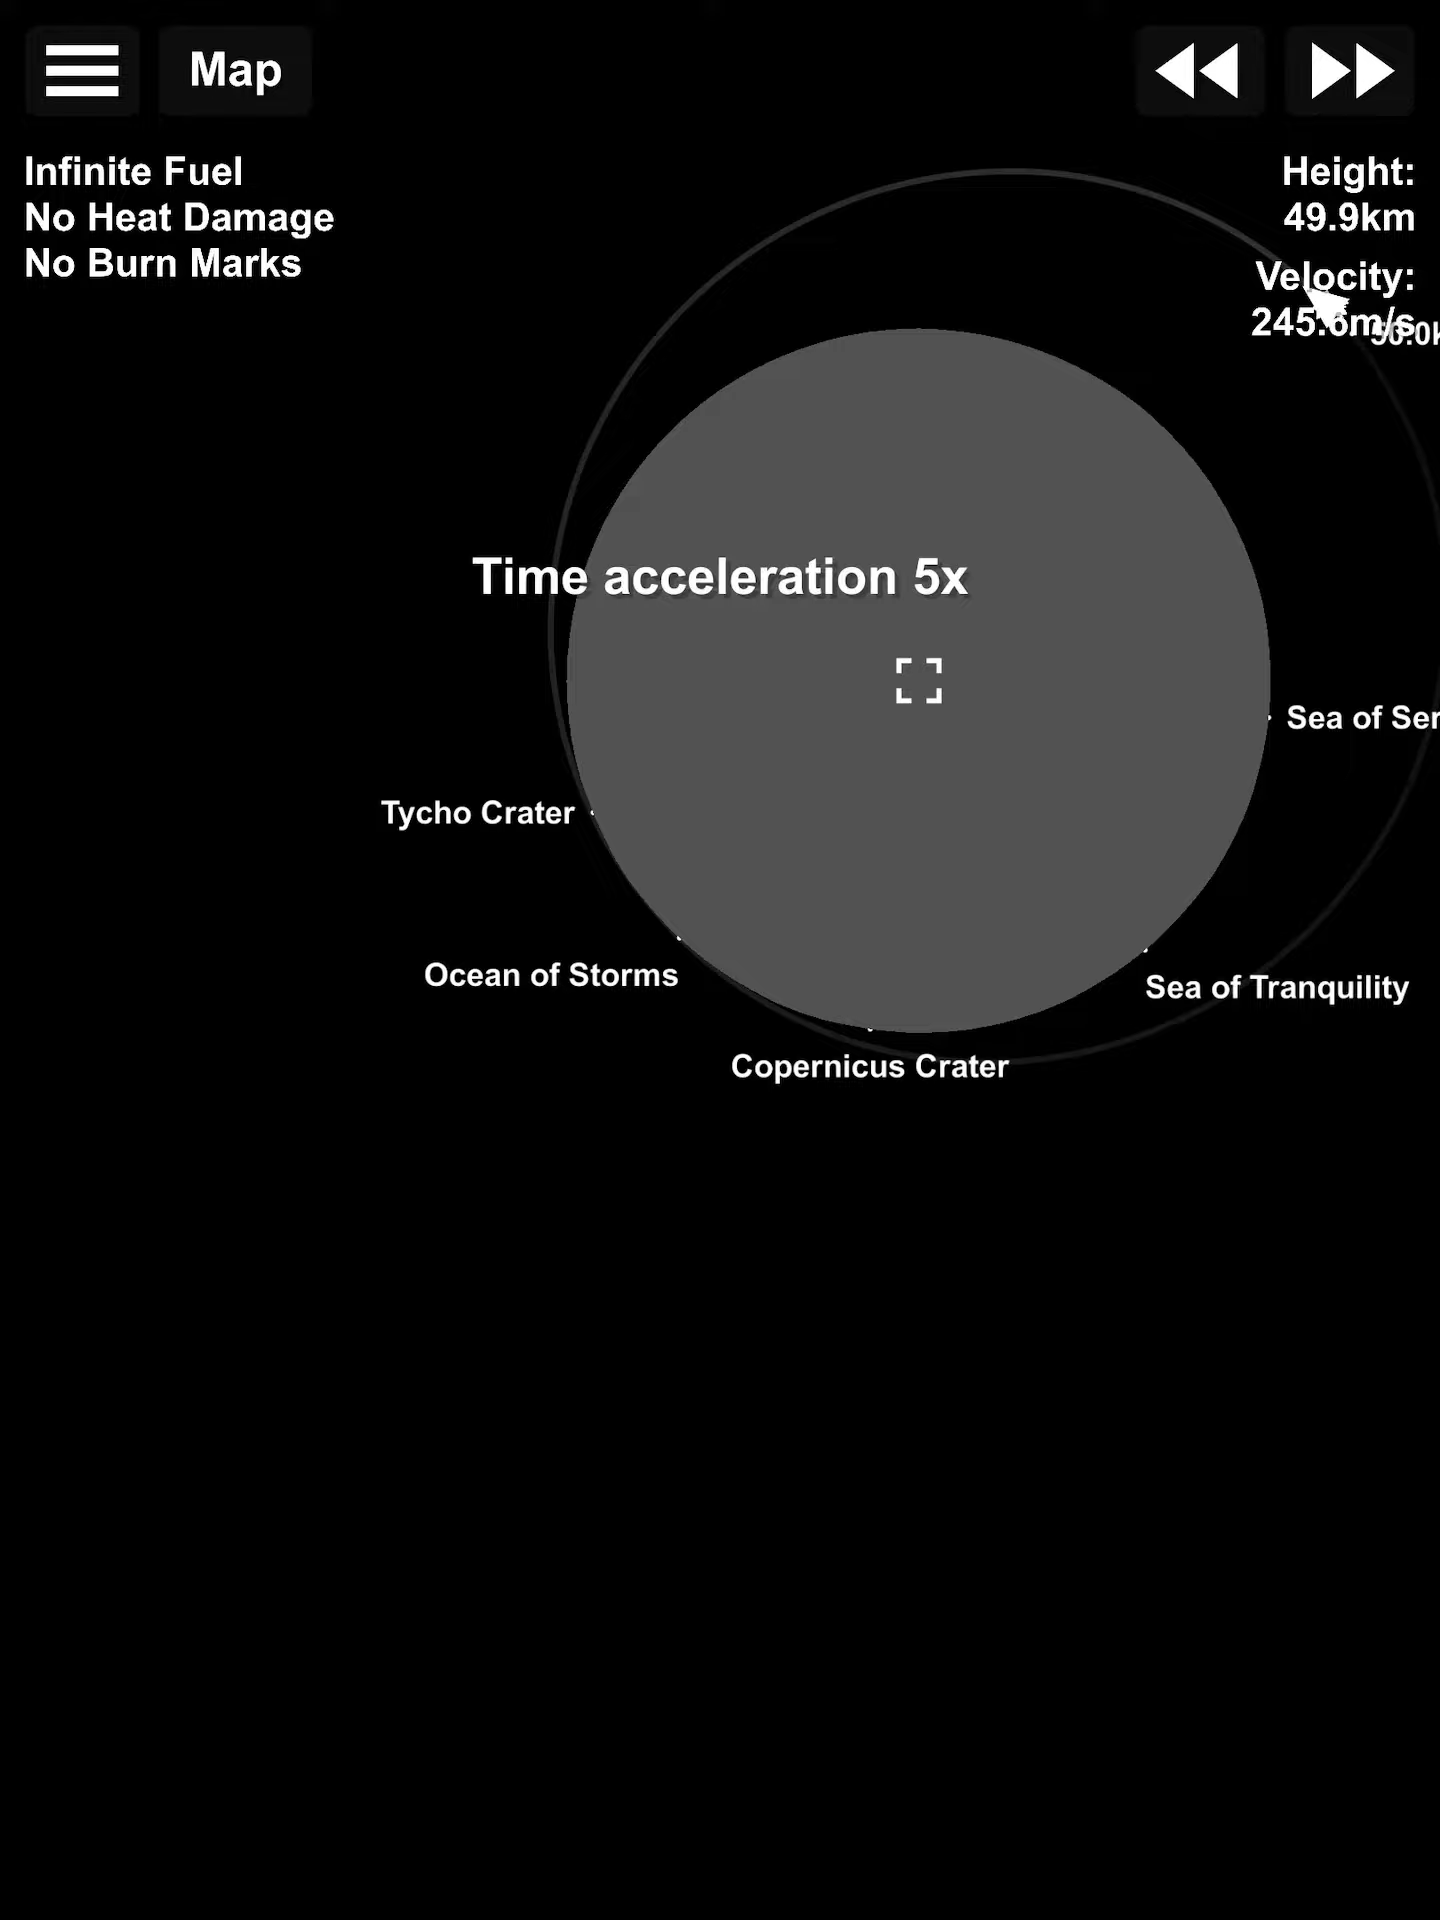 Map
Infinite Fuel
No Heat Damage
No Burn Marks
Height:
49.9km
Velocity:
245.6m/s
Time acceleration 5x
Sea of Ser
Tycho Crater
Ocean of Storms
Sea of Tranquility
Copernicus Crater